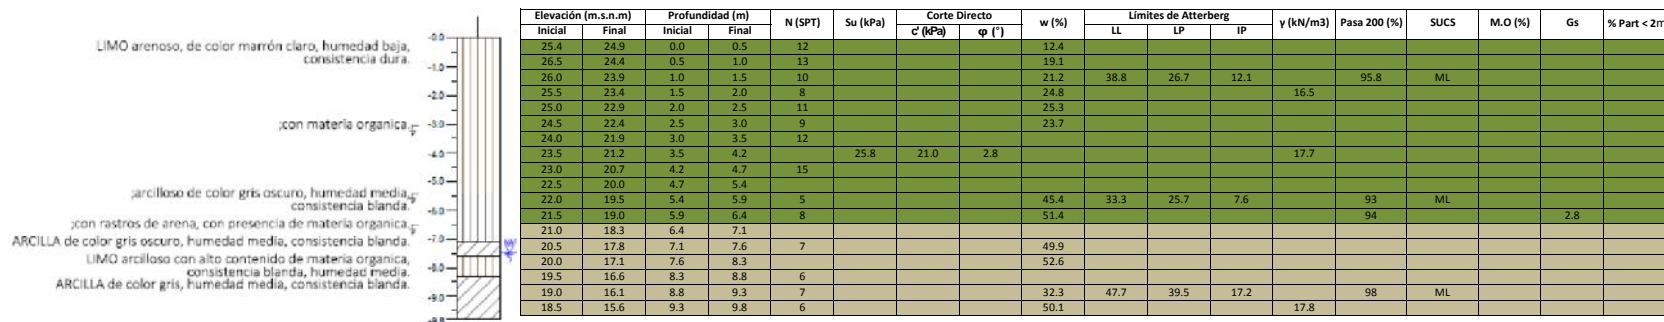 LIMO arenoso, de color marrón claro, humedad baja,
consistencia dura.
;con materia organica.
;arcilloso de color gris oscuro, humedad media,
consistencia blanda.
;con rastros de arena, con presencia de materia organica.
ARCILLA de color gris oscuro, humedad media, consistencia blanda.
LIMO arcilloso con alto contenido de materia organica,
consistencia blanda, humedad media.
ARCILLA de color gris, humedad media, consistencia blanda.
-0.0
-1.0
-2.0
-3.0
-4.0
-5.0
-6.0
-7.0
-8.0
-9.0
-9.8
Elevación (m.s.n.m) Profundidad (m) N (SPT) Su (kPa) Corte Directo w (%) Límites de Atterberg γ (kN/m3) Pasa 200 (%) SUCS M.O (%) Gs % Part < 2m
Inicial Final Inicial Final c' (kPa) φ (°) LL LP IP
25.4 24.9 0.0 0.5 12 12.4
26.5 24.4 0.5 1.0 13 19.1
26.0 23.9 1.0 1.5 10 21.2 38.8 26.7 12.1 95.8 ML
25.5 23.4 1.5 2.0 8 24.8 16.5
25.0 22.9 2.0 2.5 11 25.3
24.5 22.4 2.5 3.0 9 23.7
24.0 21.9 3.0 3.5 12
23.5 21.2 3.5 4.2 25.8 21.0 2.8 17.7
23.0 20.7 4.2 4.7 15
22.5 20.0 4.7 5.4
22.0 19.5 5.4 5.9 5 45.4 33.3 25.7 7.6 93 ML
21.5 19.0 5.9 6.4 8 51.4 94 2.8
21.0 18.3 6.4 7.1
20.5 17.8 7.1 7.6 7 49.9
20.0 17.1 7.6 8.3 52.6
19.5 16.6 8.3 8.8 6
19.0 16.1 8.8 9.3 7 32.3 47.7 39.5 17.2 98 ML
18.5 15.6 9.3 9.8 6 50.1 17.8